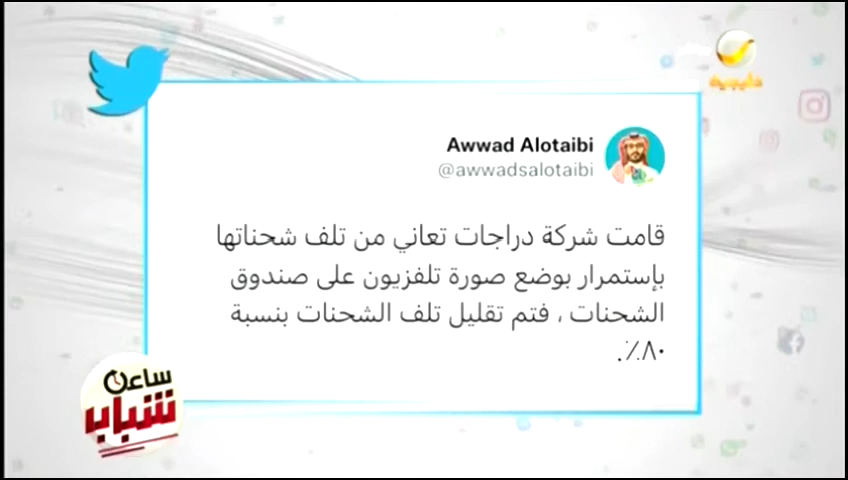 خليجية
Awwad Alotaibi
@awwadsalotaibi
قامت شركة دراجات تعاني من تلف شحناتها
بإستمرار بوضع صورة تلفزيون على صندوق
الشحنات ، فتم تقليل تلف الشحنات بنسبة
٨٠٪.
ساعة
شباب